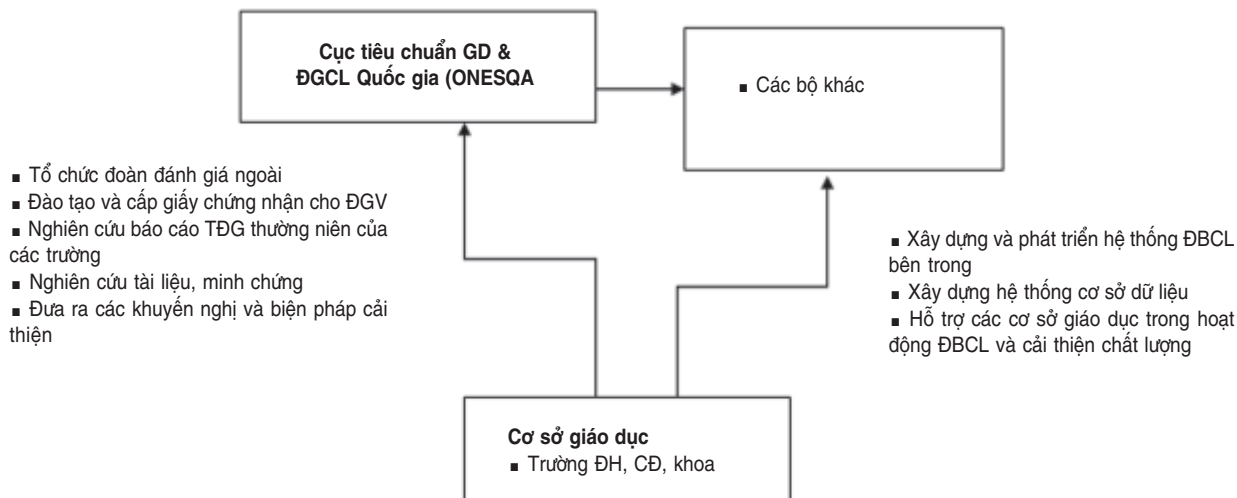 Cục tiêu chuẩn GD &
ĐGCL Quốc gia (ONESQA
■ Các bộ khác
■ Tổ chức đoàn đánh giá ngoài
■ Đào tạo và cấp giấy chứng nhận cho ĐGV
■ Nghiên cứu báo cáo TĐG thường niên của
các trường
■ Nghiên cứu tài liệu, minh chứng
■ Đưa ra các khuyến nghị và biện pháp cải
thiện
■ Xây dựng và phát triển hệ thống ĐBCL
bên trong
■ Xây dựng hệ thống cơ sở dữ liệu
■ Hỗ trợ các cơ sở giáo dục trong hoạt
động ĐBCL và cải thiện chất lượng
Cơ sở giáo dục
■ Trường ĐH, CĐ, khoa